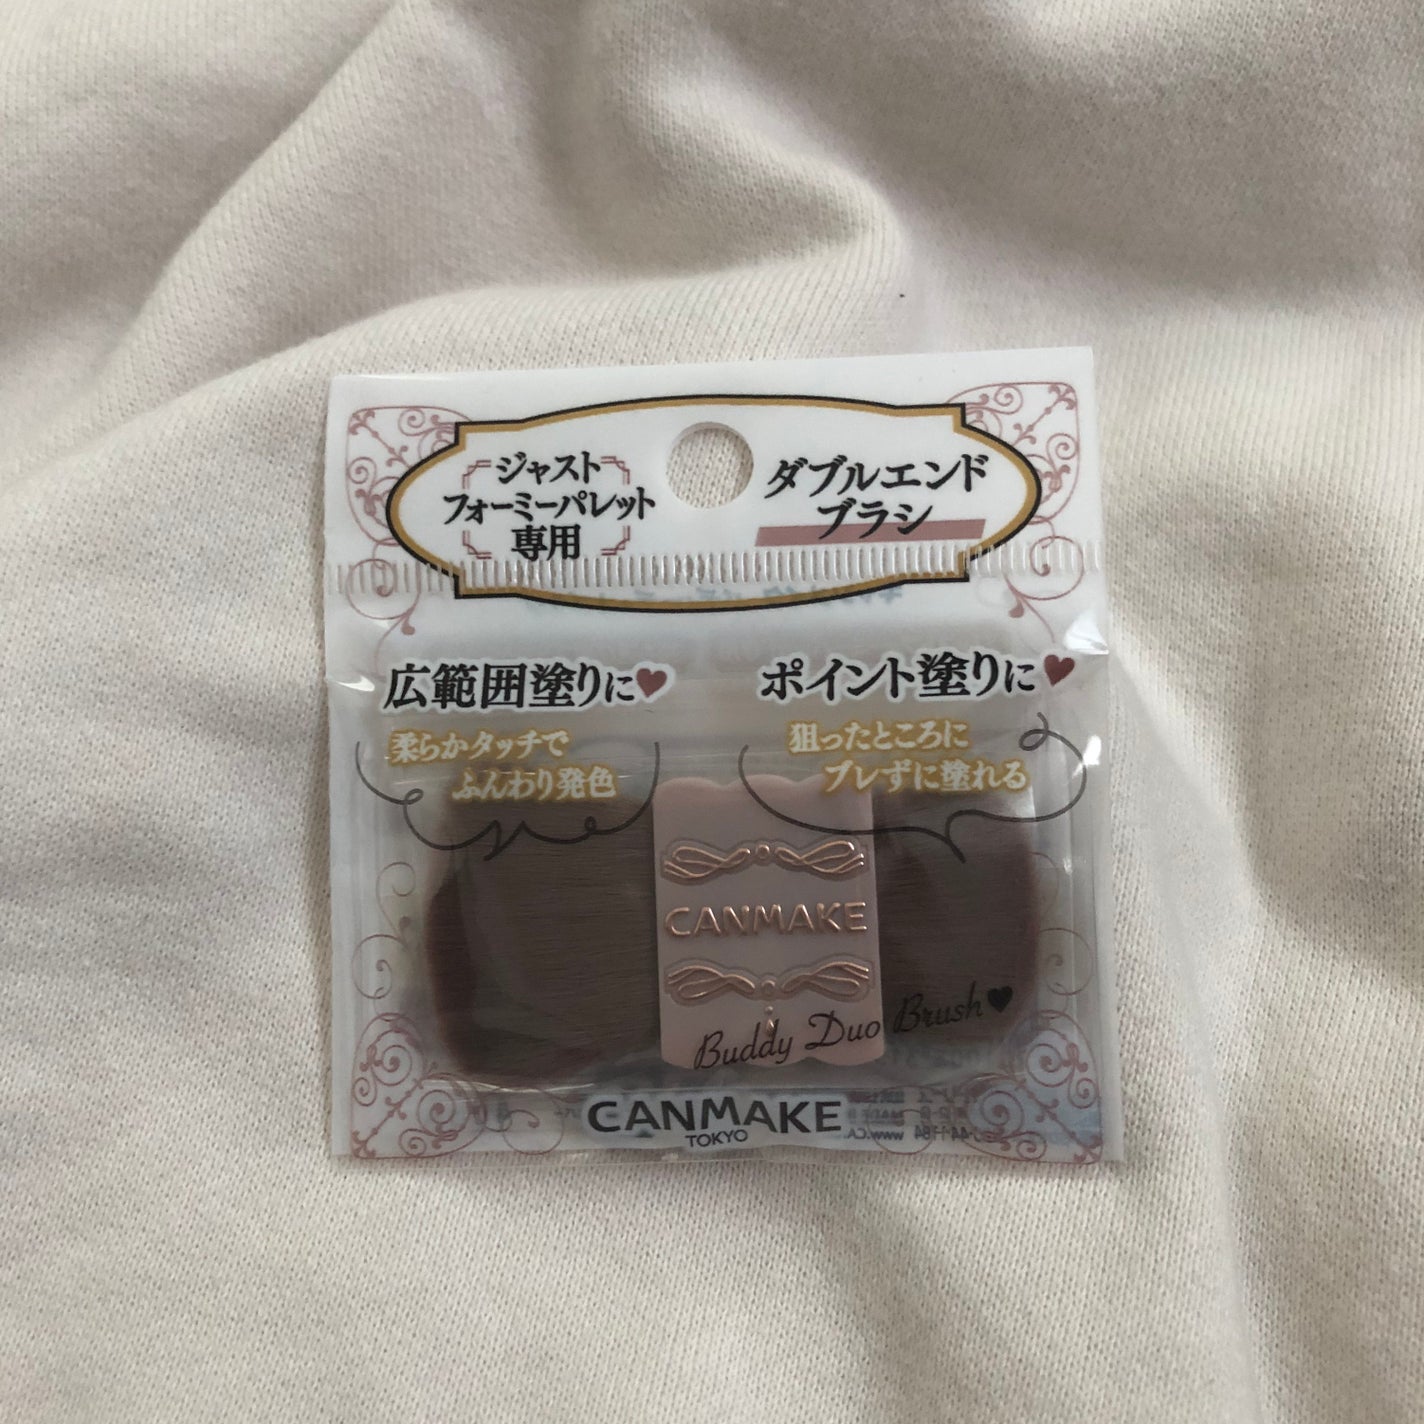 ジャスト
フォーミーパレット
専用
ダブルエンド
ブラシ
広範囲塗りに♥
柔らかタッチで
ふんわり発色
ポイント塗りに♥
狙ったところに
ブレずに塗れる
CANMAKE
Buddy Duo Brush♥
CANMAKE
TOKYO